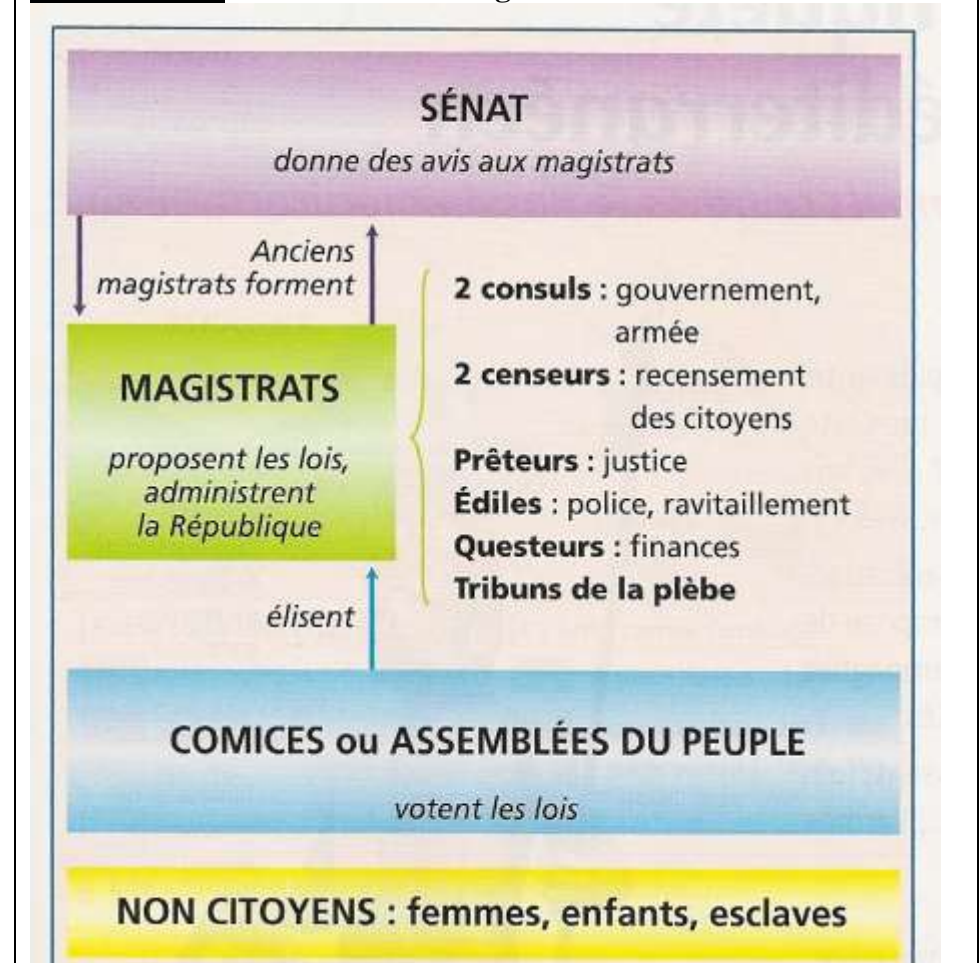 SÉNAT
donne des avis aux magistrats
Anciens
magistrats forment
MAGISTRATS
proposent les lois,
administrent
la République
2 consuls : gouvernement,
armée
2 censeurs : recensement
des citoyens
Prêteurs : justice
Édiles : police, ravitaillement
Questeurs : finances
Tribuns de la plèbe
élisent
COMICES ou ASSEMBLÉES DU PEUPLE
votent les lois
NON CITOYENS : femmes, enfants, esclaves